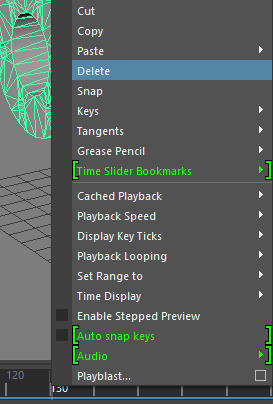 Cut
Copy
Paste
Delete
Snap
Keys
Tangents
Grease Pencil
Time Slider Bookmarks
Cached Playback
Playback Speed
Display Key Ticks
Playback Looping
Set Range to
Time Display
Enable Stepped Preview
Auto snap keys
Audio
Playblast...
120
130